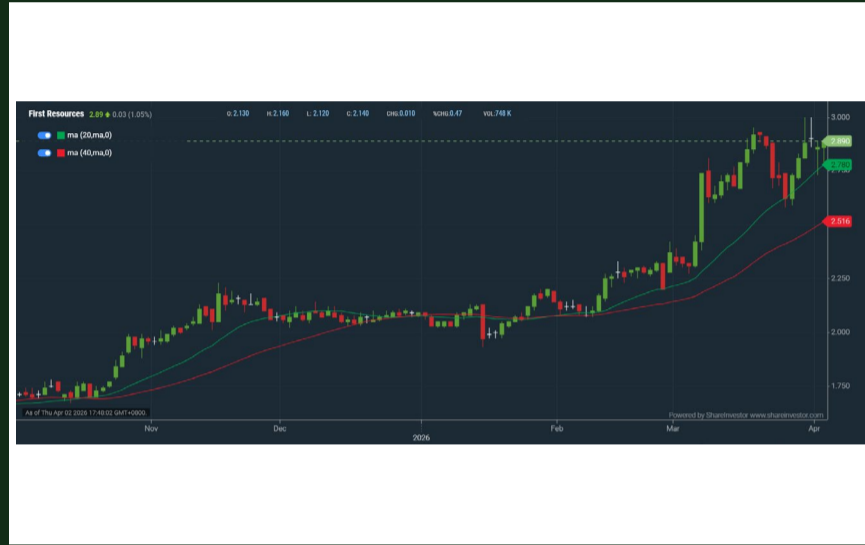 First Resources 2.89 0.03 (1.05%)
O:2.130 H:2.160 L:2.120 C:2.140 CHG:0.010 %CHG:0.47 VOL:748 K
ma (20,ma,0)
ma (40,ma,0)
3.000
2.890
2.780
2.516
2.250
2.000
1.750
As of Thu Apr 02 2026 17:48:02 GMT+0800.
Powered by ShareInvestor www.shareinvestor.com
Nov Dec 2026 Feb Mar Apr